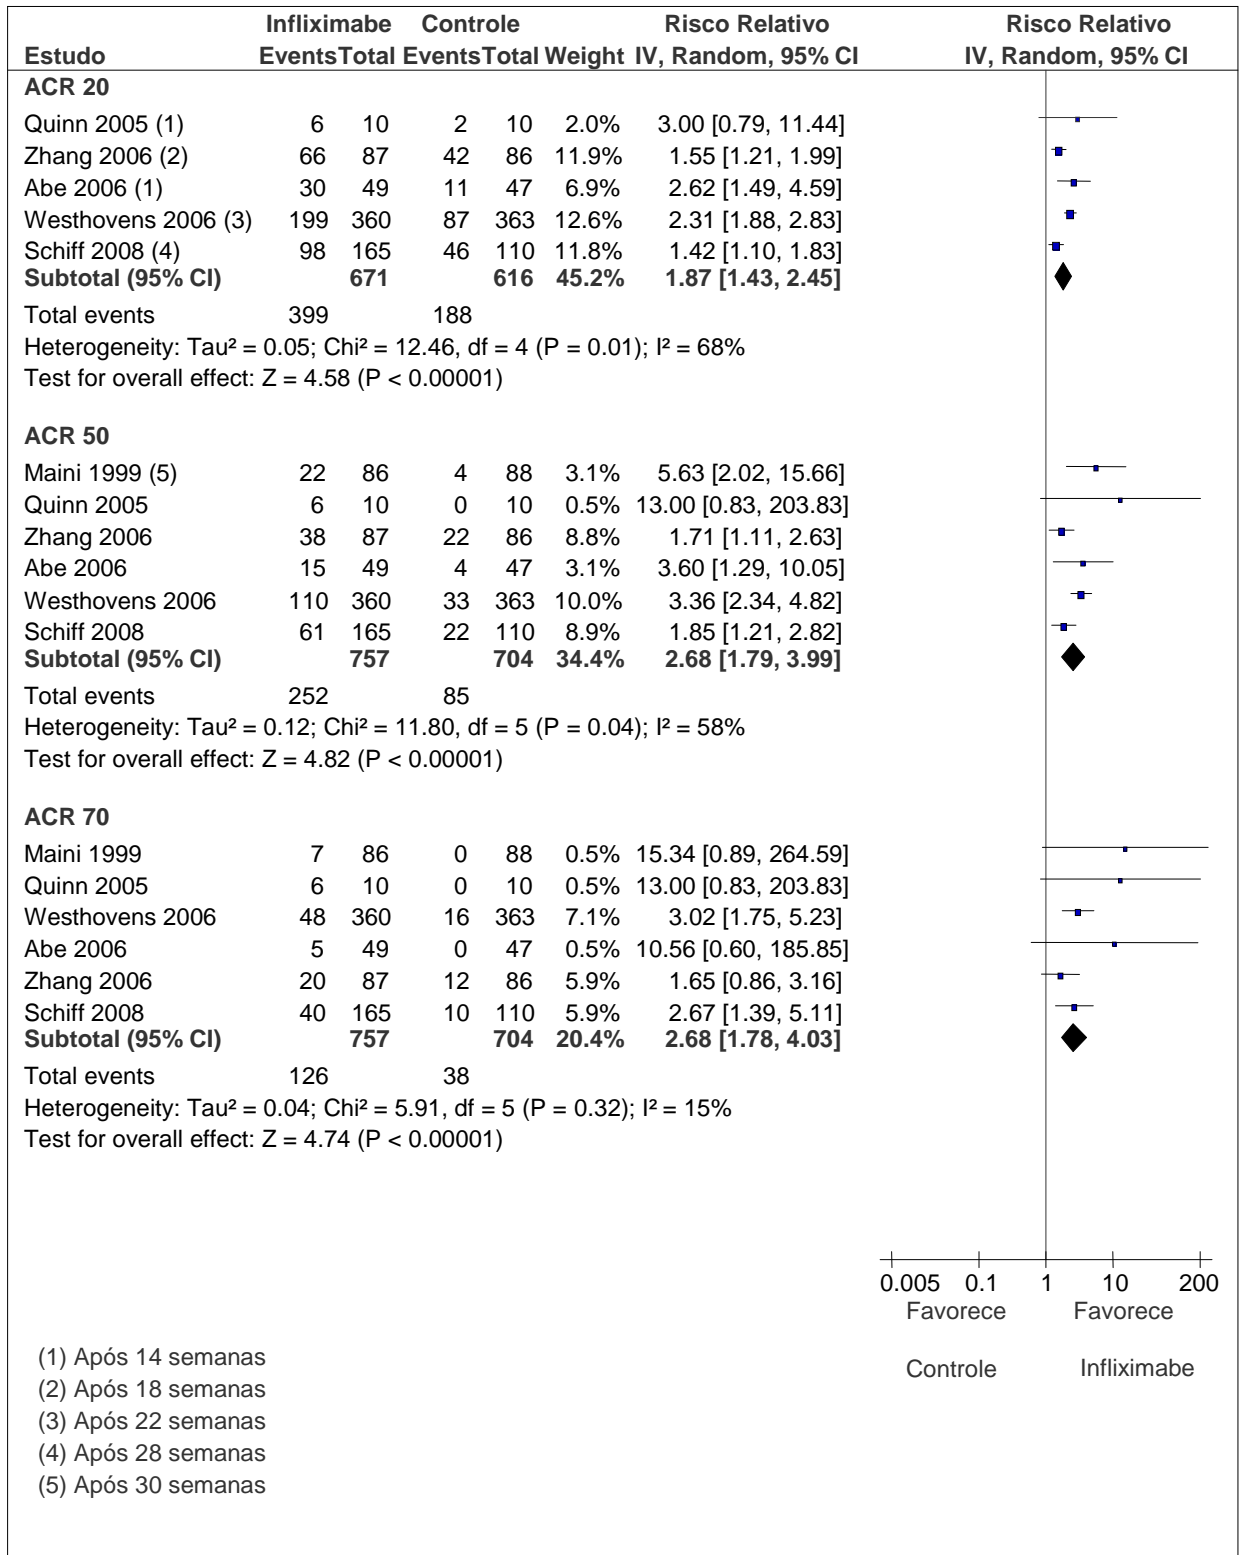 Infliximabe Controle Risco Relativo Risco Relativo
Estudo Events Total Events Total Weight IV, Random, 95% CI IV, Random, 95% CI
ACR 20
Quinn 2005 (1) 6 10 2 10 2.0% 3.00 [0.79, 11.44]
Zhang 2006 (2) 66 87 42 86 11.9% 1.55 [1.21, 1.99]
Abe 2006 (1) 30 49 11 47 6.9% 2.62 [1.49, 4.59]
Westhovens 2006 (3) 199 360 87 363 12.6% 2.31 [1.88, 2.83]
Schiff 2008 (4) 98 165 46 110 11.8% 1.42 [1.10, 1.83]
Subtotal (95% CI) 671 616 45.2% 1.87 [1.43, 2.45]
Total events 399 188
Heterogeneity: Tau² = 0.05; Chi² = 12.46, df = 4 (P = 0.01); I² = 68%
Test for overall effect: Z = 4.58 (P < 0.00001)
ACR 50
Maini 1999 (5) 22 86 4 88 3.1% 5.63 [2.02, 15.66]
Quinn 2005 6 10 0 10 0.5% 13.00 [0.83, 203.83]
Zhang 2006 38 87 22 86 8.8% 1.71 [1.11, 2.63]
Abe 2006 15 49 4 47 3.1% 3.60 [1.29, 10.05]
Westhovens 2006 110 360 33 363 10.0% 3.36 [2.34, 4.82]
Schiff 2008 61 165 22 110 8.9% 1.85 [1.21, 2.82]
Subtotal (95% CI) 757 704 34.4% 2.68 [1.79, 3.99]
Total events 252 85
Heterogeneity: Tau² = 0.12; Chi² = 11.80, df = 5 (P = 0.04); I² = 58%
Test for overall effect: Z = 4.82 (P < 0.00001)
ACR 70
Maini 1999 7 86 0 88 0.5% 15.34 [0.89, 264.59]
Quinn 2005 6 10 0 10 0.5% 13.00 [0.83, 203.83]
Westhovens 2006 48 360 16 363 7.1% 3.02 [1.75, 5.23]
Abe 2006 5 49 0 47 0.5% 10.56 [0.60, 185.85]
Zhang 2006 20 87 12 86 5.9% 1.65 [0.86, 3.16]
Schiff 2008 40 165 10 110 5.9% 2.67 [1.39, 5.11]
Subtotal (95% CI) 757 704 20.4% 2.68 [1.78, 4.03]
Total events 126 38
Heterogeneity: Tau² = 0.04; Chi² = 5.91, df = 5 (P = 0.32); I² = 15%
Test for overall effect: Z = 4.74 (P < 0.00001)
0.005 0.1 1 10 200
Favorece Favorece
Controle Infliximabe
(1) Após 14 semanas
(2) Após 18 semanas
(3) Após 22 semanas
(4) Após 28 semanas
(5) Após 30 semanas